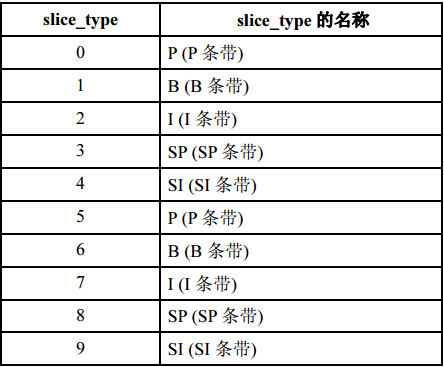 slice_type slice_type 的名称
0 P (P 条带)
1 B (B 条带)
2 I (I 条带)
3 SP (SP 条带)
4 SI (SI 条带)
5 P (P 条带)
6 B (B 条带)
7 I (I 条带)
8 SP (SP 条带)
9 SI (SI 条带)